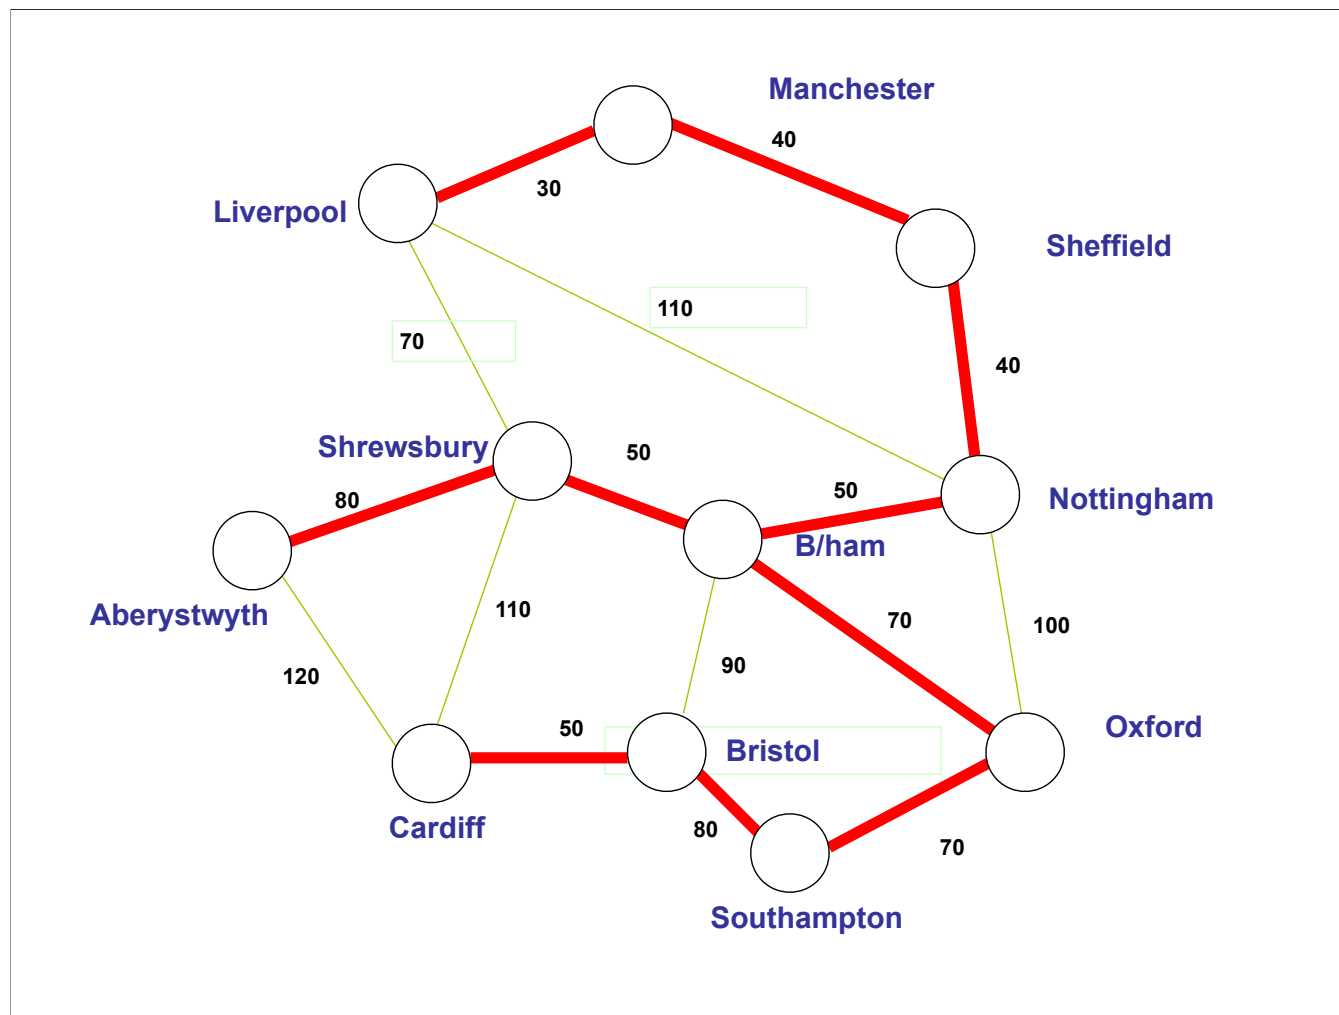 Manchester
40
30
Liverpool
Sheffield
110
70
40
Shrewsbury
50
50
80
Nottingham
B/ham
Aberystwyth
110
70
100
90
120
50
Oxford
Bristol
Cardiff
80
70
Southampton